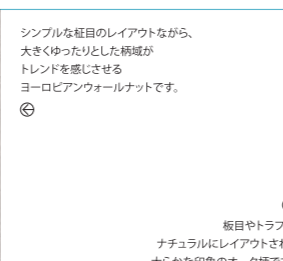 シンプルな柾目のレイアウトながら、
大きくゆったりとした柄域が
トレンドを感じさせる
ヨーロピアンウォールナットです。
板目やトラフ
ナチュラルにレイアウトさ